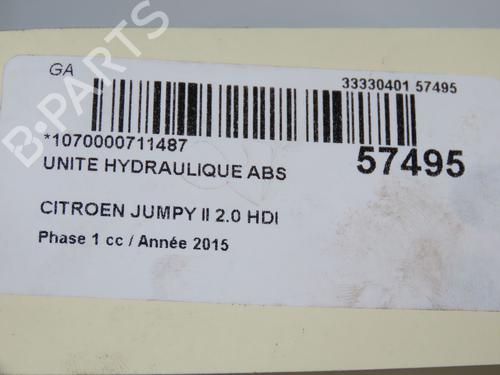 GA
33330401 57495
*1070000711487
57495
UNITE HYDRAULIQUE ABS
CITROEN JUMPY II 2.0 HDI
Phase 1 cc / Année 2015
B-PARTS